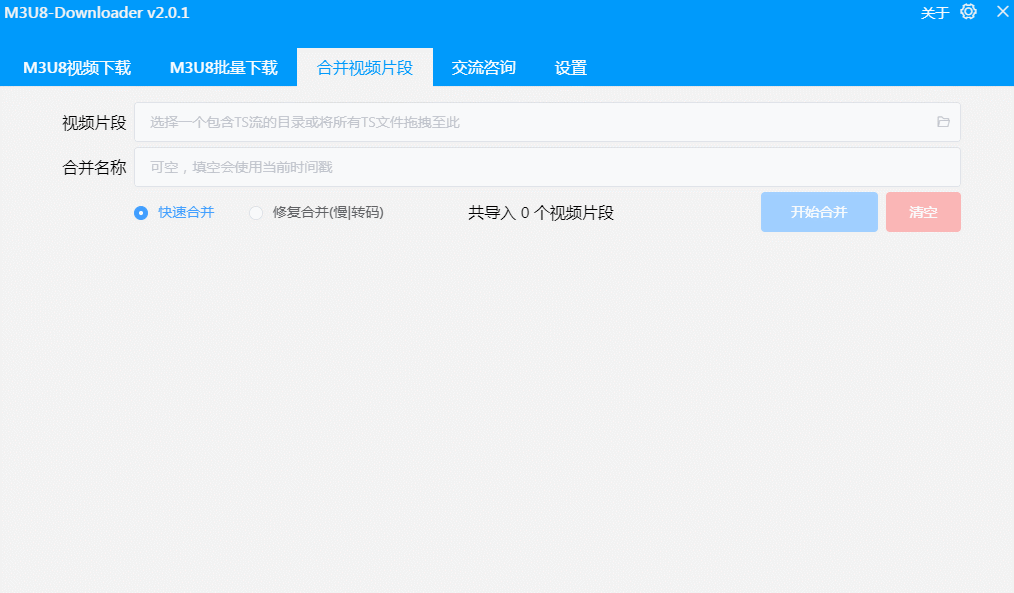 M3U8-Downloader v2.0.1
关于
M3U8视频下载
M3U8批量下载
合并视频片段
交流咨询
设置
视频片段
选择一个包含TS流的目录或将所有TS文件拖拽至此
合并名称
可空，填空会使用当前时间戳
快速合并
修复合并(慢|转码)
共导入 0 个视频片段
开始合并
清空